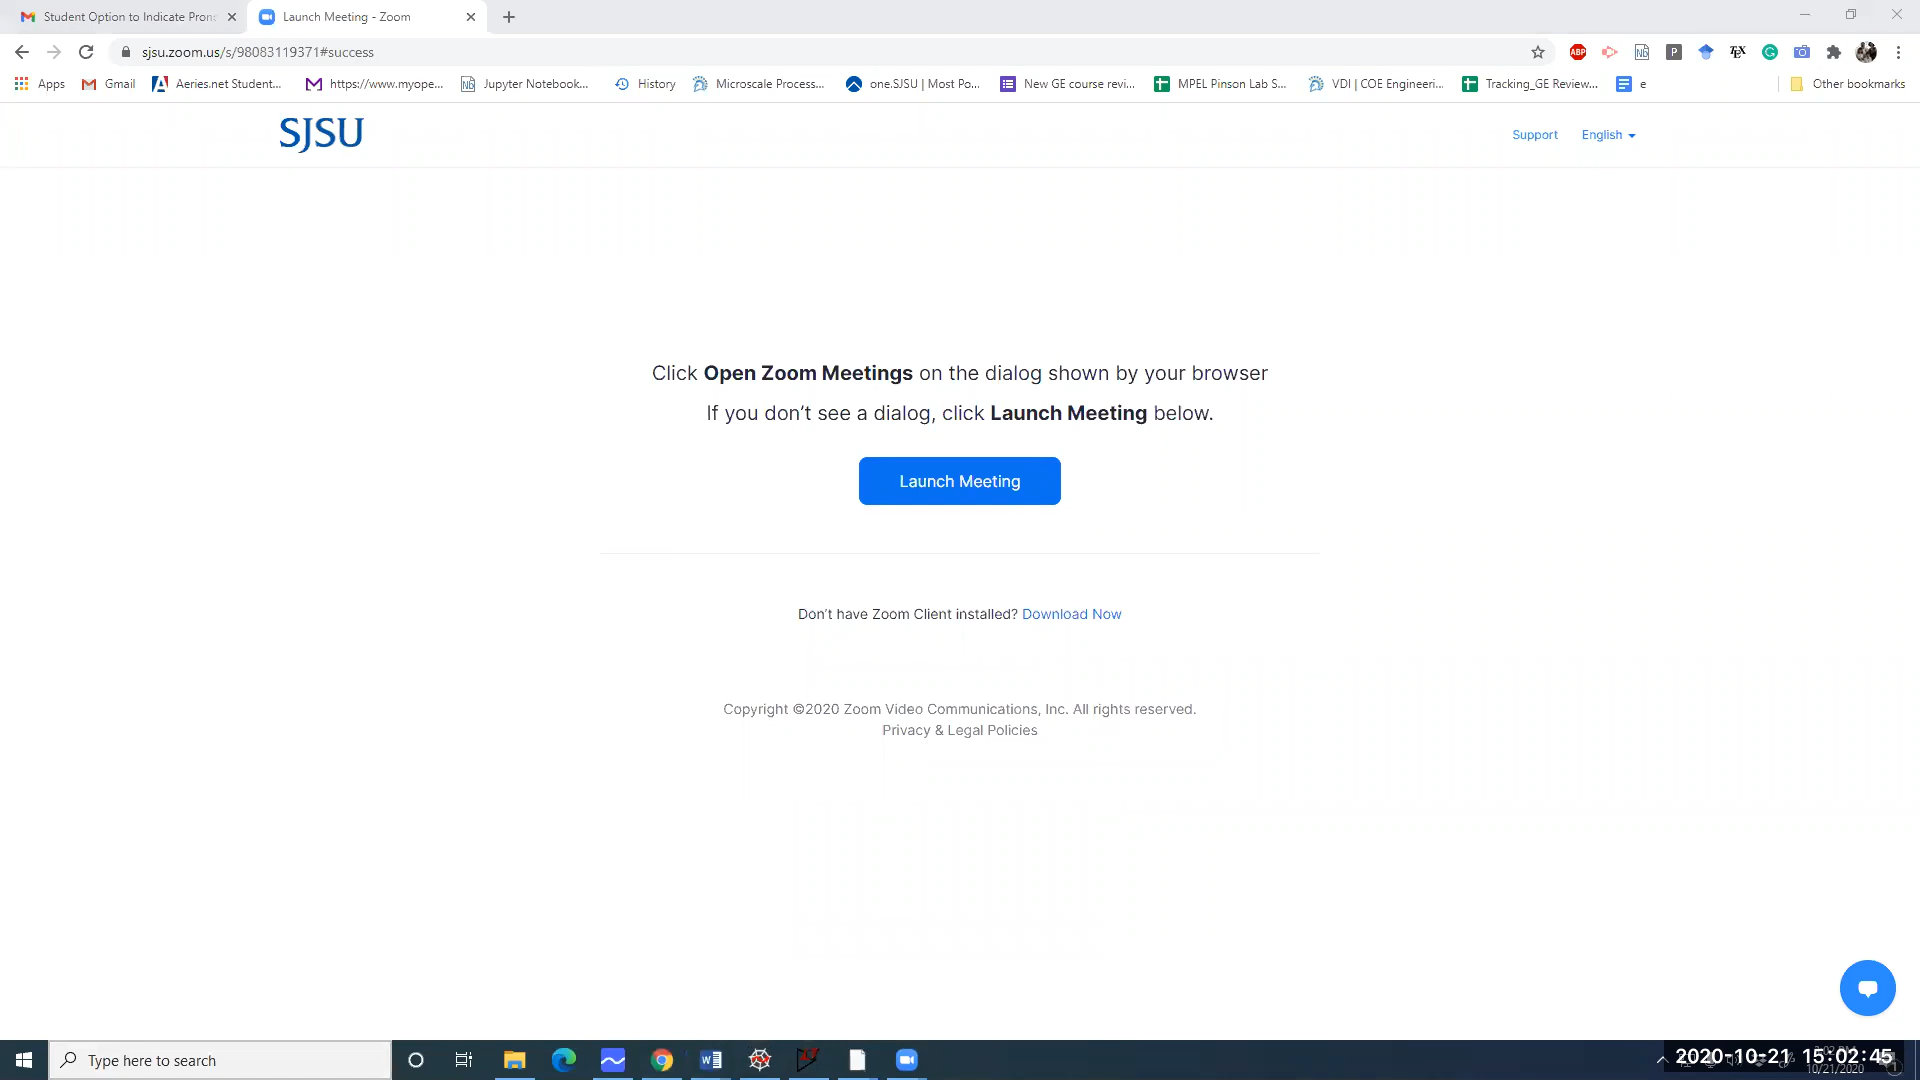 Student Option to Indicate Pron
Launch Meeting - Zoom
sjsu.zoom.us/s/98083119371#success
ABP
Nb
P
TEX
G
Apps
Gmail
Aeries.net Student...
https://www.myope...
Jupyter Notebook...
History
Microscale Process...
one.SJSU | Most Po...
New GE course revi...
MPEL Pinson Lab S...
VDI | COE Engineeri...
Tracking_GE Review...
e
Other bookmarks
SJSU
Support
English
Click Open Zoom Meetings on the dialog shown by your browser
If you don’t see a dialog, click Launch Meeting below.
Launch Meeting
Don’t have Zoom Client installed? Download Now
Copyright ©2020 Zoom Video Communications, Inc. All rights reserved.
Privacy & Legal Policies
Type here to search
2020-10-21 15:02:45
10/21/2020